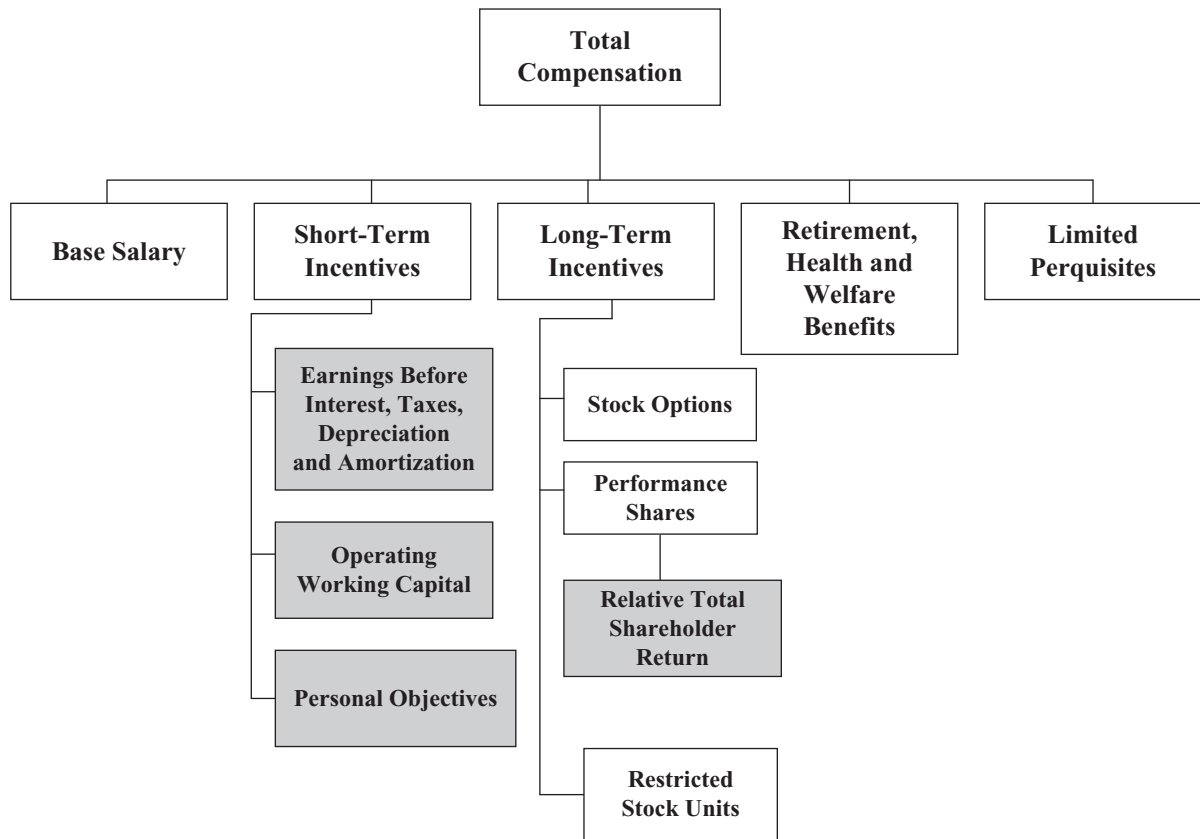 Total
Compensation
Base Salary
Short-Term
Incentives
Long-Term
Incentives
Retirement,
Health and
Welfare
Benefits
Limited
Perquisites
Earnings Before
Interest, Taxes,
Depreciation
and Amortization
Operating
Working Capital
Personal Objectives
Stock Options
Performance
Shares
Relative Total
Shareholder
Return
Restricted
Stock Units